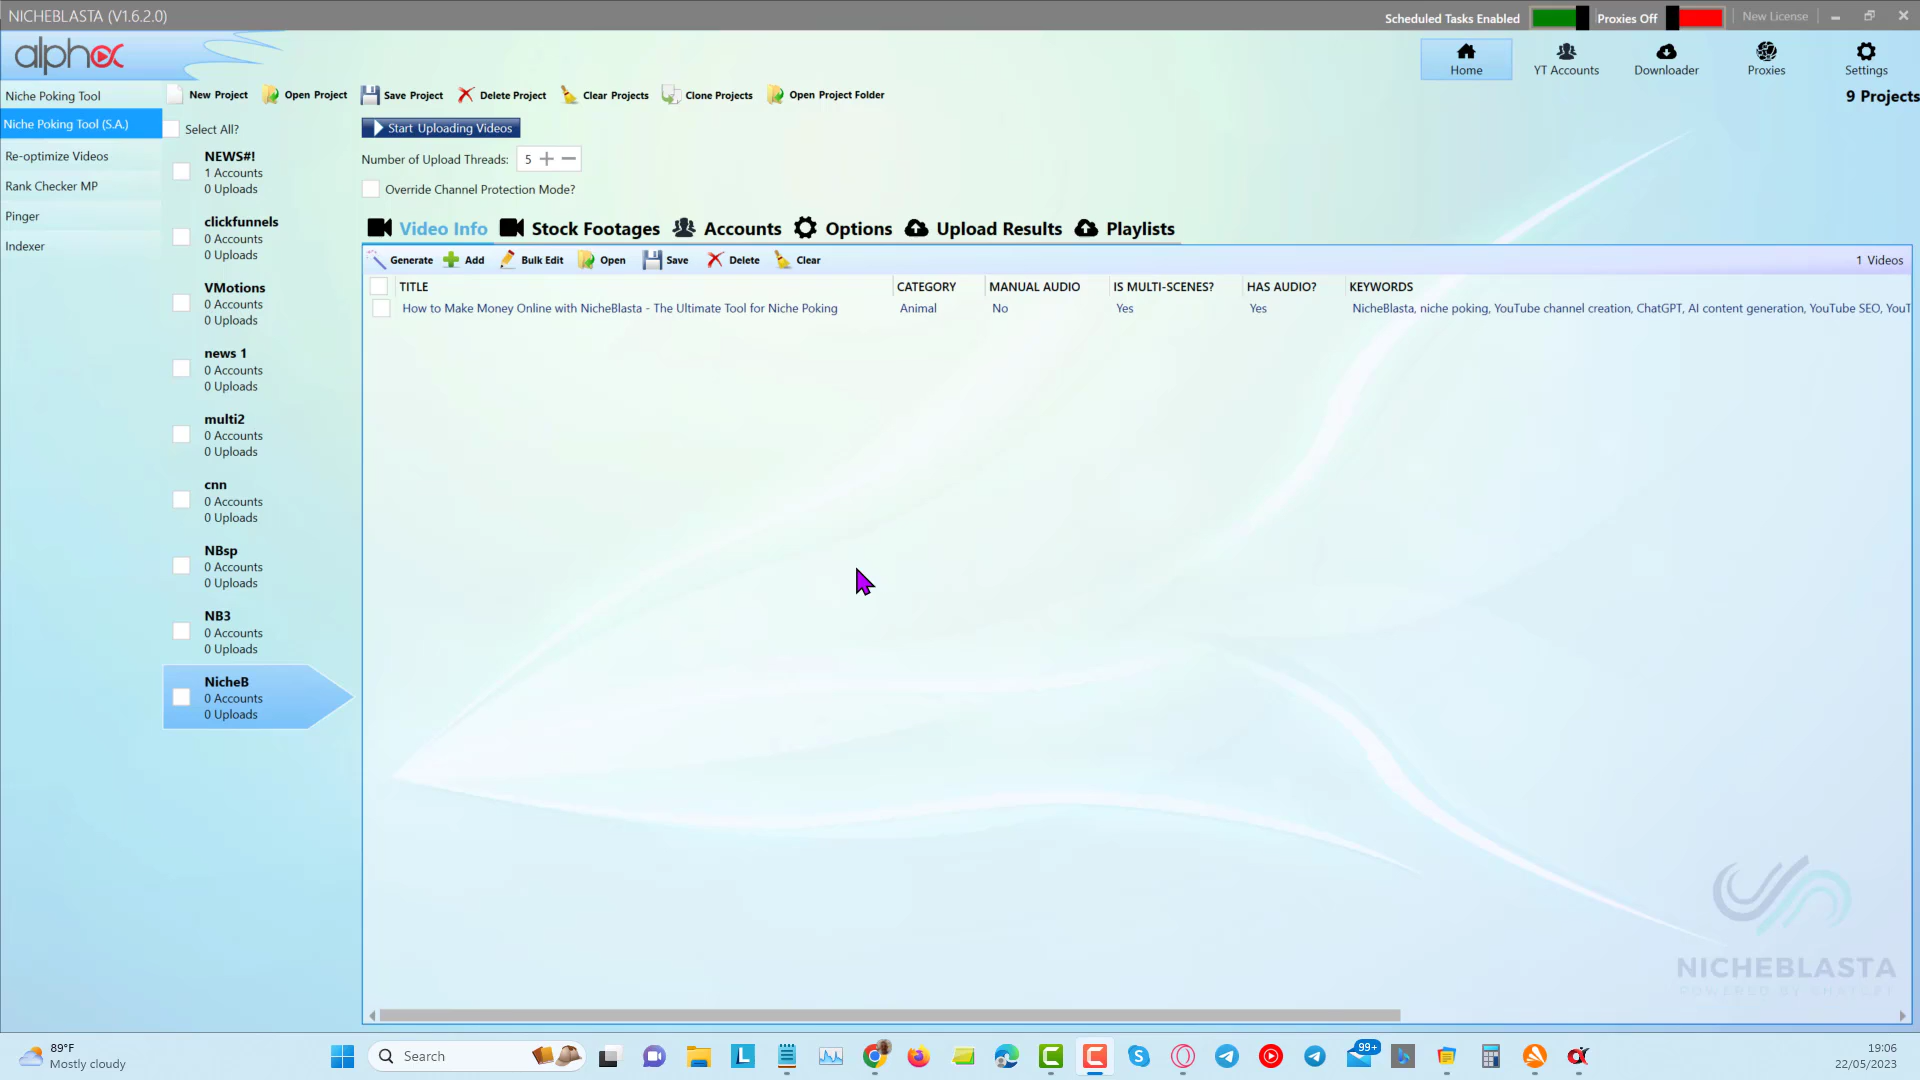 NICHEBLASTA (V1.6.2.0)
Scheduled Tasks Enabled
Proxies Off
New License
alpha
Home
YT Accounts
Downloader
Proxies
Settings
9 Projects
Niche Poking Tool
Niche Poking Tool (S.A.)
Re-optimize Videos
Rank Checker MP
Pinger
Indexer
New Project
Open Project
Save Project
Delete Project
Clear Projects
Clone Projects
Open Project Folder
Select All?
NEWS#!
1 Accounts
0 Uploads
clickfunnels
0 Accounts
0 Uploads
VMotions
0 Accounts
0 Uploads
news 1
0 Accounts
0 Uploads
multi2
0 Accounts
0 Uploads
cnn
0 Accounts
0 Uploads
NBsp
0 Accounts
0 Uploads
NB3
0 Accounts
0 Uploads
NicheB
0 Accounts
0 Uploads
Start Uploading Videos
Number of Upload Threads: 5
Override Channel Protection Mode?
Video Info
Stock Footages
Accounts
Options
Upload Results
Playlists
Generate
Add
Bulk Edit
Open
Save
Delete
Clear
1 Videos
TITLE CATEGORY MANUAL AUDIO IS MULTI-SCENES? HAS AUDIO? KEYWORDS
How to Make Money Online with NicheBlasta - The Ultimate Tool for Niche Poking Animal No Yes Yes NicheBlasta, niche poking, YouTube channel creation, ChatGPT, AI content generation, YouTube SEO, YouT
NICHEBLASTA
POWERED BY CHATGPT
89°F
Mostly cloudy
Search
99+
19:06
22/05/2023